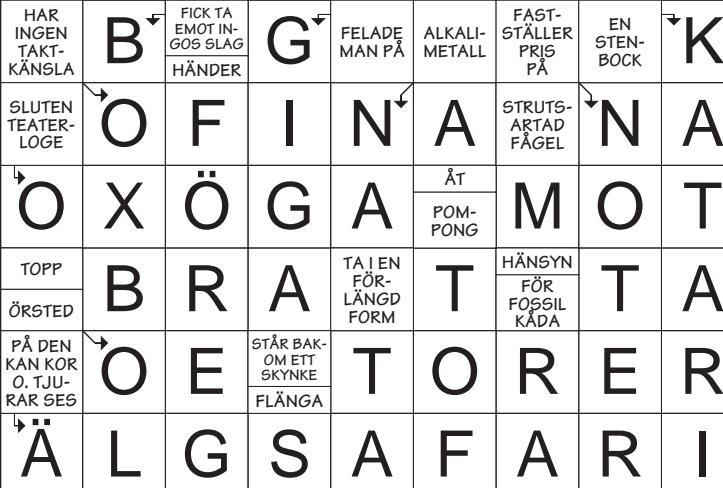 HAR
INGEN
TAKT-
KÄNSLA
B
FICK TA
EMOT IN-
GOS SLAG
HÄNDER
G
FELADE
MAN PÅ
ALKALI-
METALL
FAST-
STÄLLER
PRIS
PÅ
EN
STEN-
BOCK
K
SLUTEN
TEATER-
LOGE
O F I N A
STRUTS-
ARTAD
FÅGEL
N A
O X Ö G A
ÅT
POM-
PONG
M O T
TOPP
ÖRSTED
B R A
TA I EN
FÖR-
LÄNGD
FORM
T
HÄNSYN
FÖR
FOSSIL
KÅDA
T A
PÅ DEN
KAN KOR
O. TJU-
RAR SES
O E
STÅR BAK-
OM ETT
SKYNKE
FLÄNGA
T O R E R
Ä L G S A F A R I